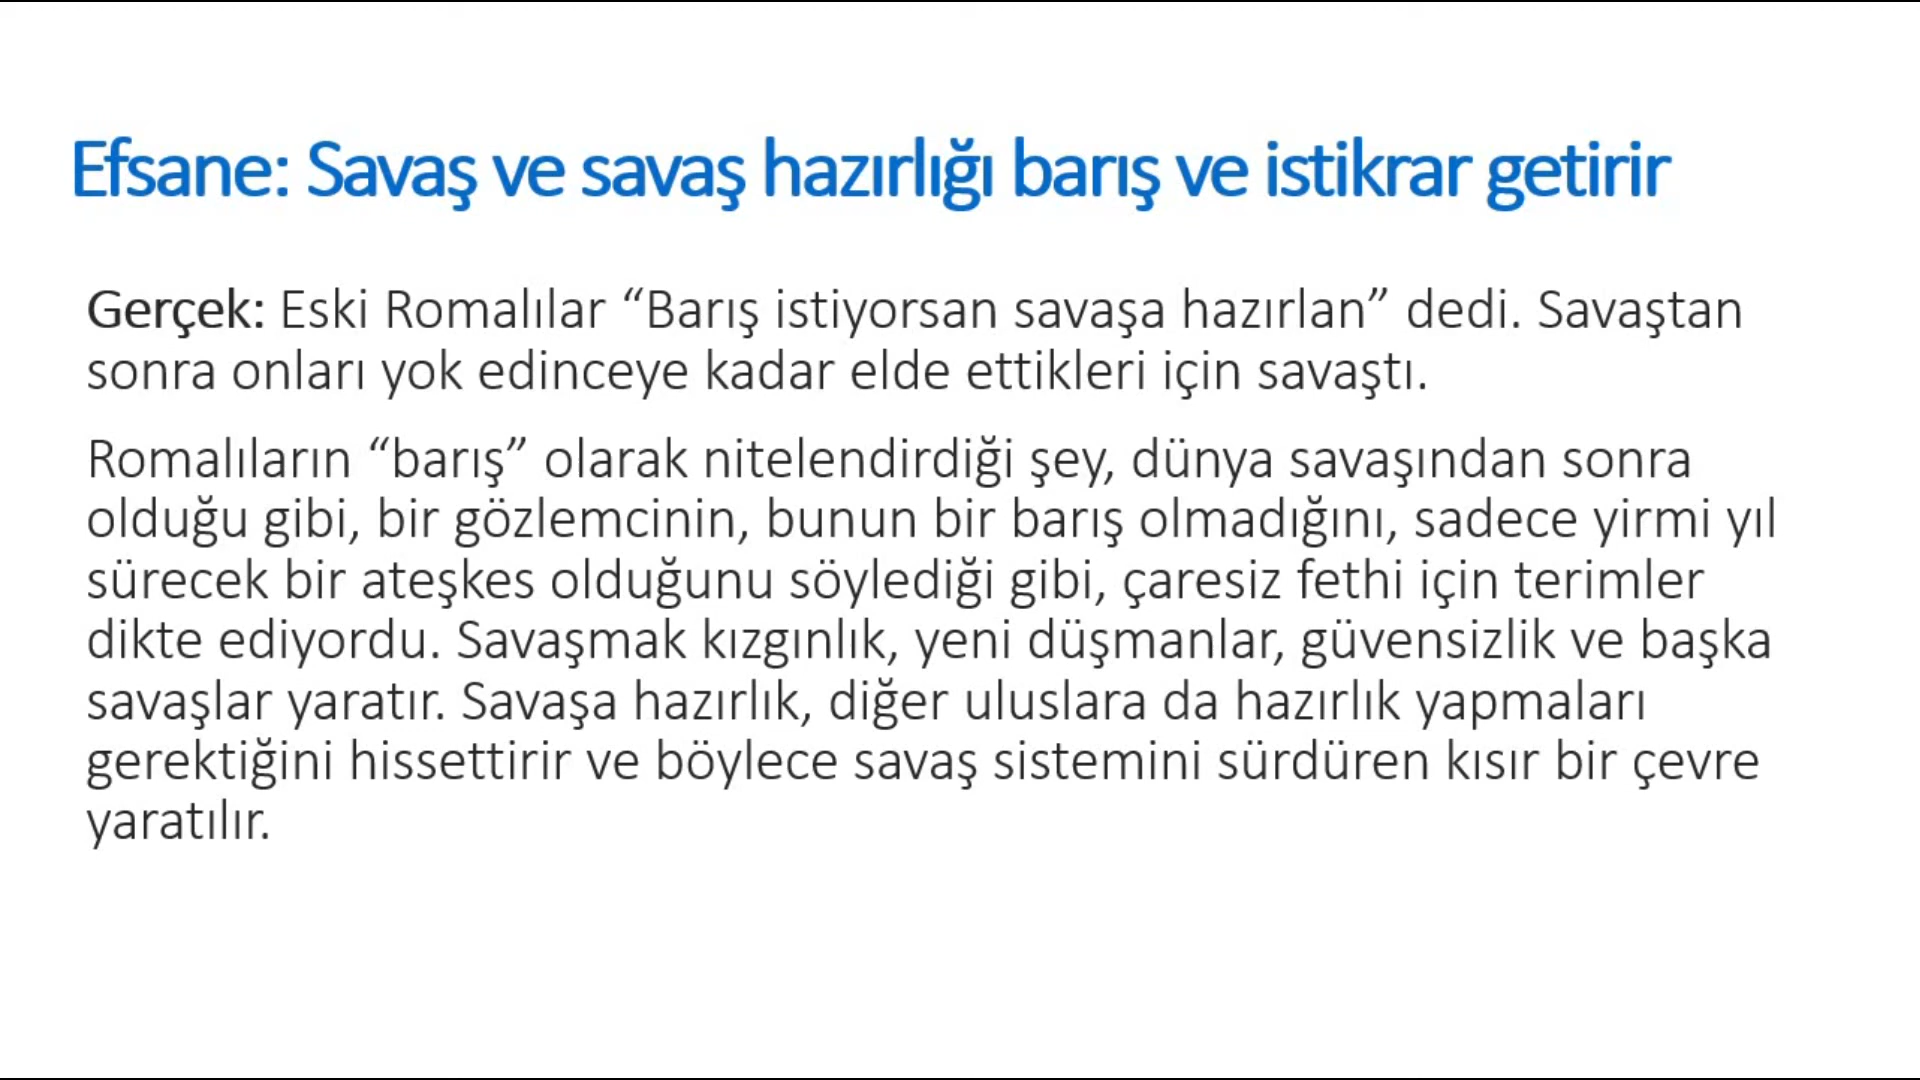 Efsane: Savaş ve savaş hazırlığı barış ve istikrar getirir
Gerçek: Eski Romalılar “Barış istiyorsan savaşa hazırlan” dedi. Savaştan
sonra onları yok edinceye kadar elde ettikleri için savaştı.
Romalıların “barış” olarak nitelendirdiği şey, dünya savaşından sonra
olduğu gibi, bir gözlemcinin, bunun bir barış olmadığını, sadece yirmi yıl
sürecek bir ateşkes olduğunu söylediği gibi, çaresiz fethi için terimler
dikte ediyordu. Savaşmak kızgınlık, yeni düşmanlar, güvensizlik ve başka
savaşlar yaratır. Savaşa hazırlık, diğer uluslara da hazırlık yapmaları
gerektiğini hissettirir ve böylece savaş sistemini sürdüren kısır bir çevre
yaratılır.